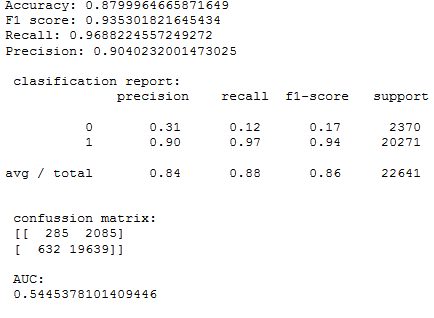 Accuracy: 0.8799964665871649
F1 score: 0.935301821645434
Recall: 0.9688224557249272
Precision: 0.9040232001473025
clasification report:
precision recall f1-score support
0 0.31 0.12 0.17 2370
1 0.90 0.97 0.94 20271
avg / total 0.84 0.88 0.86 22641
confussion matrix:
[[ 285 2085]
[ 632 19639]]
AUC:
0.5445378101409446